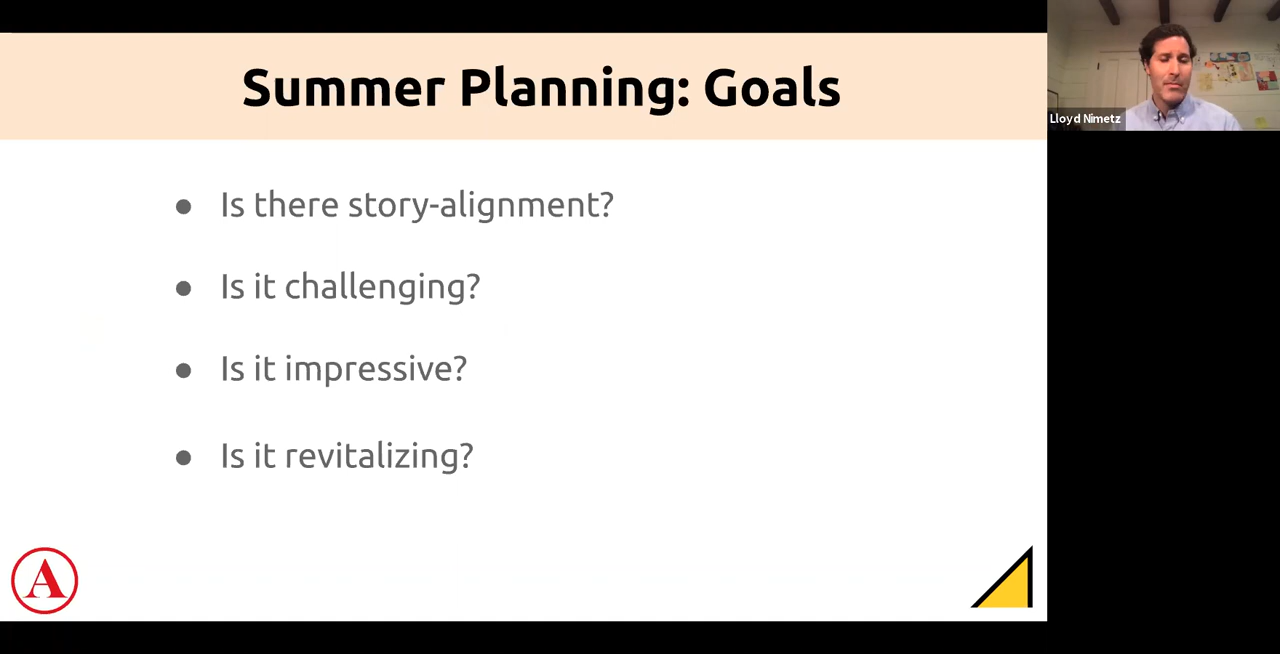 Summer Planning: Goals
Lloyd Nimetz
● Is there story-alignment?
● Is it challenging?
● Is it impressive?
● Is it revitalizing?
A